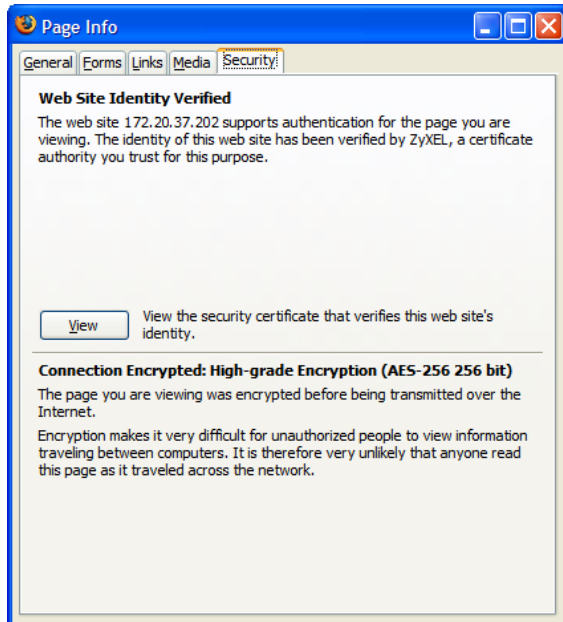 Page Info
General Forms Links Media Security
Web Site Identity Verified
The web site 172.20.37.202 supports authentication for the page you are
viewing. The identity of this web site has been verified by ZyXEL, a certificate
authority you trust for this purpose.
View
View the security certificate that verifies this web site's
identity.
Connection Encrypted: High-grade Encryption (AES-256 256 bit)
The page you are viewing was encrypted before being transmitted over the
Internet.
Encryption makes it very difficult for unauthorized people to view information
traveling between computers. It is therefore very unlikely that anyone read
this page as it traveled across the network.